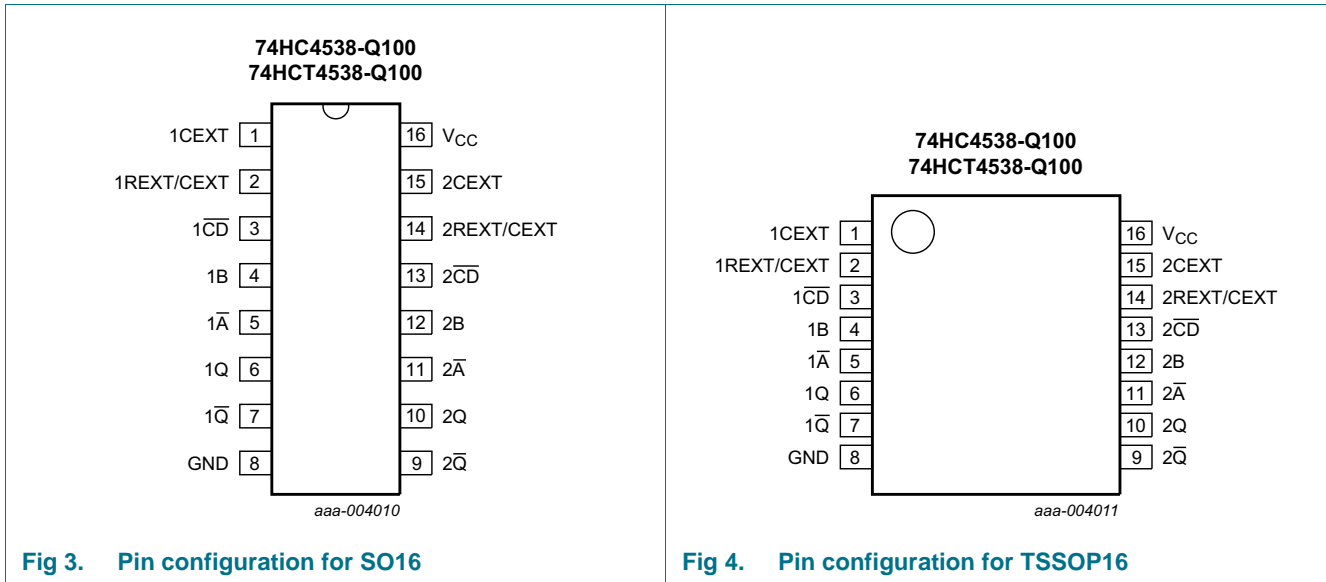 74HC4538-Q100
74HCT4538-Q100
1CEXT 1 16 VCC
1REXT/CEXT 2 15 2CEXT
1C̅D̅ 3 14 2REXT/CEXT
1B 4 13 2C̅D̅
1A̅ 5 12 2B
1Q 6 11 2A̅
1Q̅ 7 10 2Q
GND 8 9 2Q̅
aaa-004010
Fig 3. Pin configuration for SO16
74HC4538-Q100
74HCT4538-Q100
1CEXT 1 16 VCC
1REXT/CEXT 2 15 2CEXT
1C̅D̅ 3 14 2REXT/CEXT
1B 4 13 2C̅D̅
1A̅ 5 12 2B
1Q 6 11 2A̅
1Q̅ 7 10 2Q
GND 8 9 2Q̅
aaa-004011
Fig 4. Pin configuration for TSSOP16